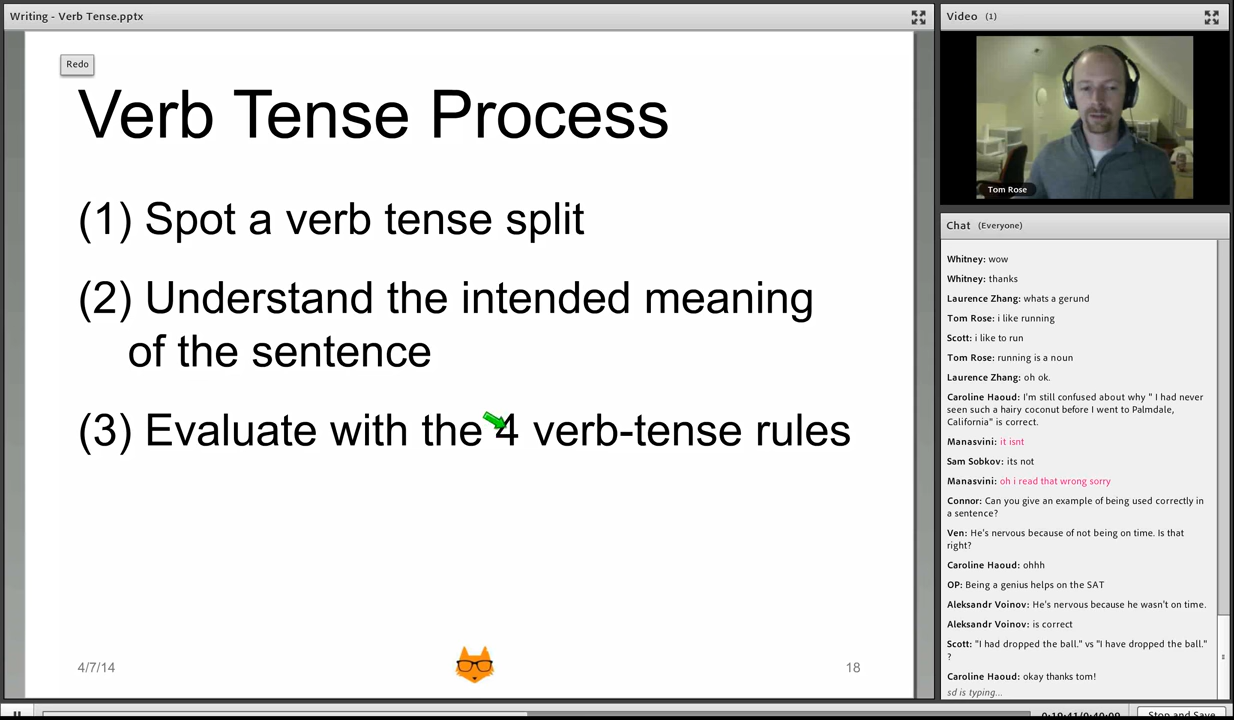 Writing - Verb Tense.pptx
Redo
Verb Tense Process
(1) Spot a verb tense split
(2) Understand the intended meaning
of the sentence
(3) Evaluate with the 4 verb-tense rules
4/7/14
18
Video (1)
Tom Rose
Chat (Everyone)
Whitney: wow
Whitney: thanks
Laurence Zhang: whats a gerund
Tom Rose: i like running
Scott: i like to run
Tom Rose: running is a noun
Laurence Zhang: oh ok.
Caroline Haoud: I'm still confused about why " I had never
seen such a hairy coconut before I went to Palmdale,
California" is correct.
Manasvini: it isnt
Sam Sobkov: its not
Manasvini: oh i read that wrong sorry
Connor: Can you give an example of being used correctly in
a sentence?
Ven: He's nervous because of not being on time. Is that
right?
Caroline Haoud: ohhh
OP: Being a genius helps on the SAT
Aleksandr Voinov: He's nervous because he wasn't on time.
Aleksandr Voinov: is correct
Scott: "I had dropped the ball." vs "I have dropped the ball."
?
Caroline Haoud: okay thanks tom!
sd is typing...
Stop and Save